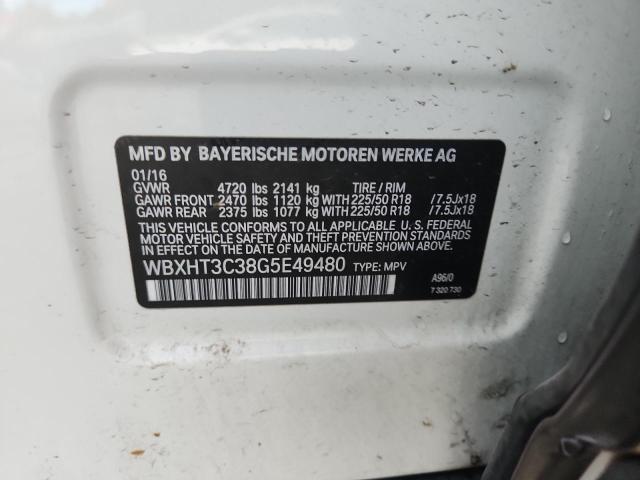 MFD BY BAYERISCHE MOTOREN WERKE AG
01/16
GVWR 4720 lbs 2141 kg TIRE / RIM
GAWR FRONT 2470 lbs 1120 kg WITH 225/50 R18 /7.5Jx18
GAWR REAR 2375 lbs 1077 kg WITH 225/50 R18 /7.5Jx18
THIS VEHICLE CONFORMS TO ALL APPLICABLE U.S. FEDERAL
MOTOR VEHICLE SAFETY, BUMPER, AND THEFT PREVENTION
STANDARDS IN EFFECT ON THE DATE OF MANUFACTURE SHOWN ABOVE.
WBXHT3C38G5E49480 TYPE: MPV
A96/0
7 320 730